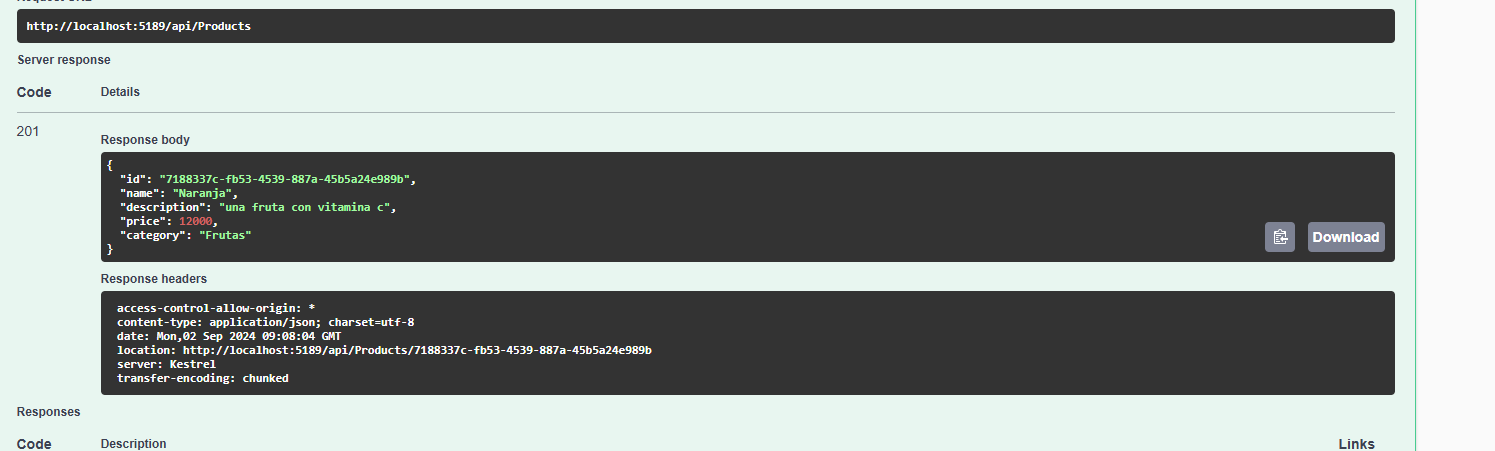 http://localhost:5189/api/Products
Server response
Code Details
201
Response body
{
"id": "7188337c-fb53-4539-887a-45b5a24e989b",
"name": "Naranja",
"description": "una fruta con vitamina c",
"price": 12000,
"category": "Frutas"
}
Download
Response headers
access-control-allow-origin: *
content-type: application/json; charset=utf-8
date: Mon,02 Sep 2024 09:08:04 GMT
location: http://localhost:5189/api/Products/7188337c-fb53-4539-887a-45b5a24e989b
server: Kestrel
transfer-encoding: chunked
Responses
Code Description Links